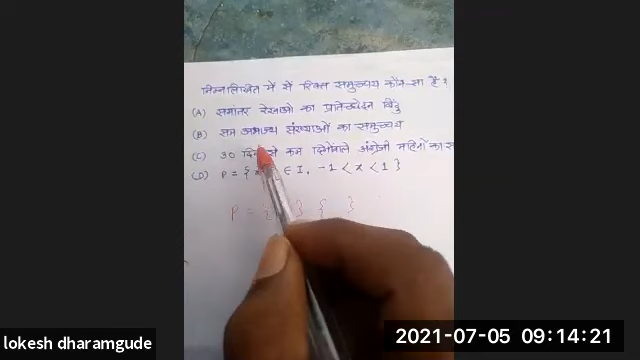 निम्नलिखित में से रिक्त समुच्चय कौन सा है ?
(A) समांतर रेखाओ का प्रतिच्छेदन बिंदु
(B) सम अभाज्य संख्याओं का समुच्चय
(C) 30 से कम दिनोंवाले अंग्रेजी महिनों का
(D) P = { ∈ I, -1 < x < 1 }
P = { } { }
lokesh dharamgude
2021-07-05 09:14:21